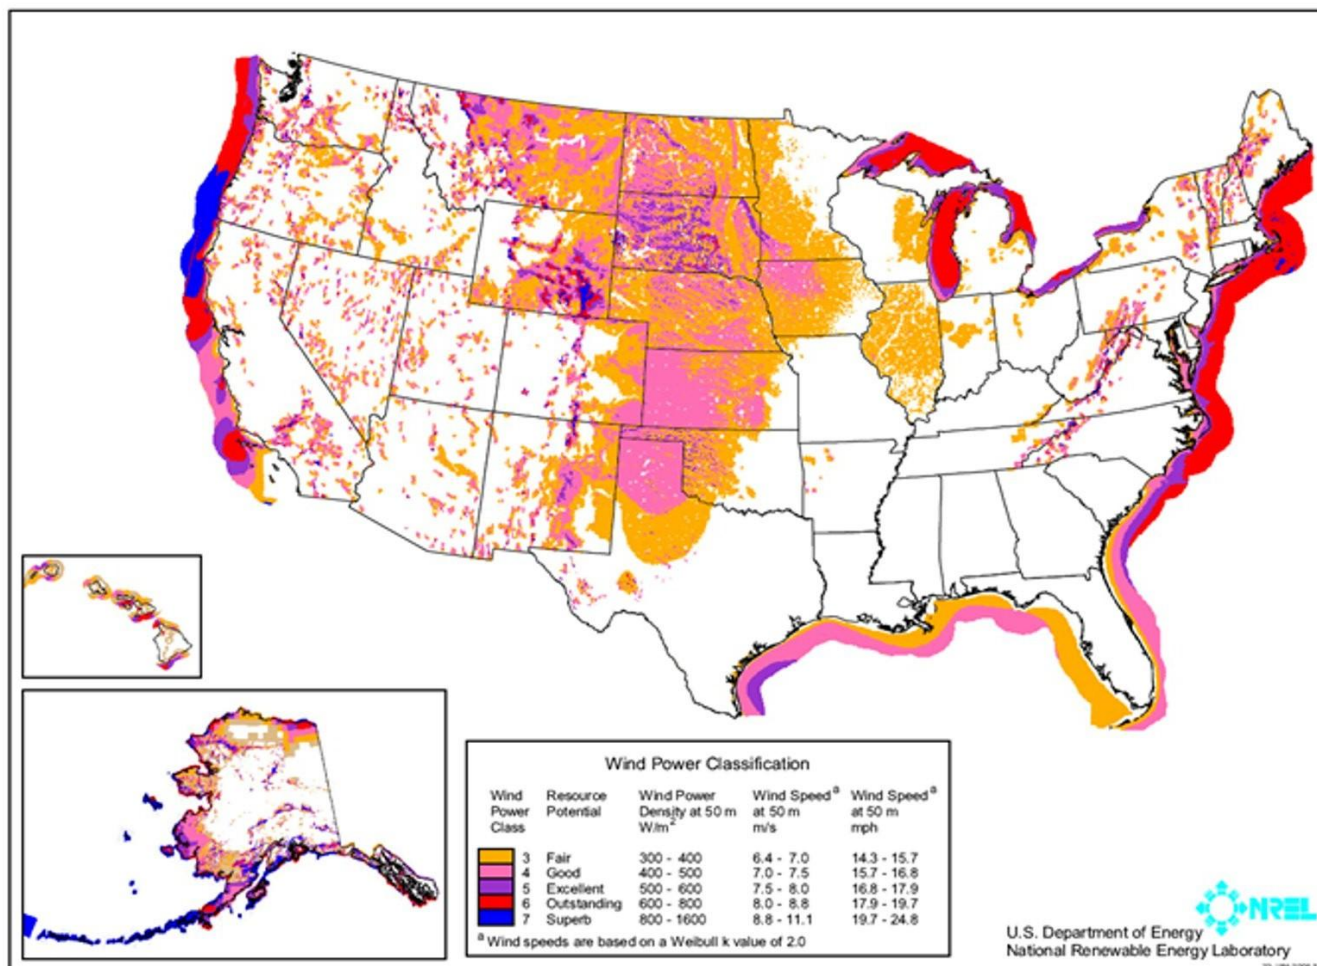 Wind Power Classification
Wind Resource Wind Power Wind Speed a Wind Speed a
Power Potential Density at 50 m at 50 m at 50 m
Class W/m2 m/s mph
3 Fair 300 - 400 6.4 - 7.0 14.3 - 15.7
4 Good 400 - 500 7.0 - 7.5 15.7 - 16.8
5 Excellent 500 - 600 7.5 - 8.0 16.8 - 17.9
6 Outstanding 600 - 800 8.0 - 8.8 17.9 - 19.7
7 Superb 800 - 1600 8.8 - 11.1 19.7 - 24.8
a Wind speeds are based on a Weibull k value of 2.0
NREL
U.S. Department of Energy
National Renewable Energy Laboratory